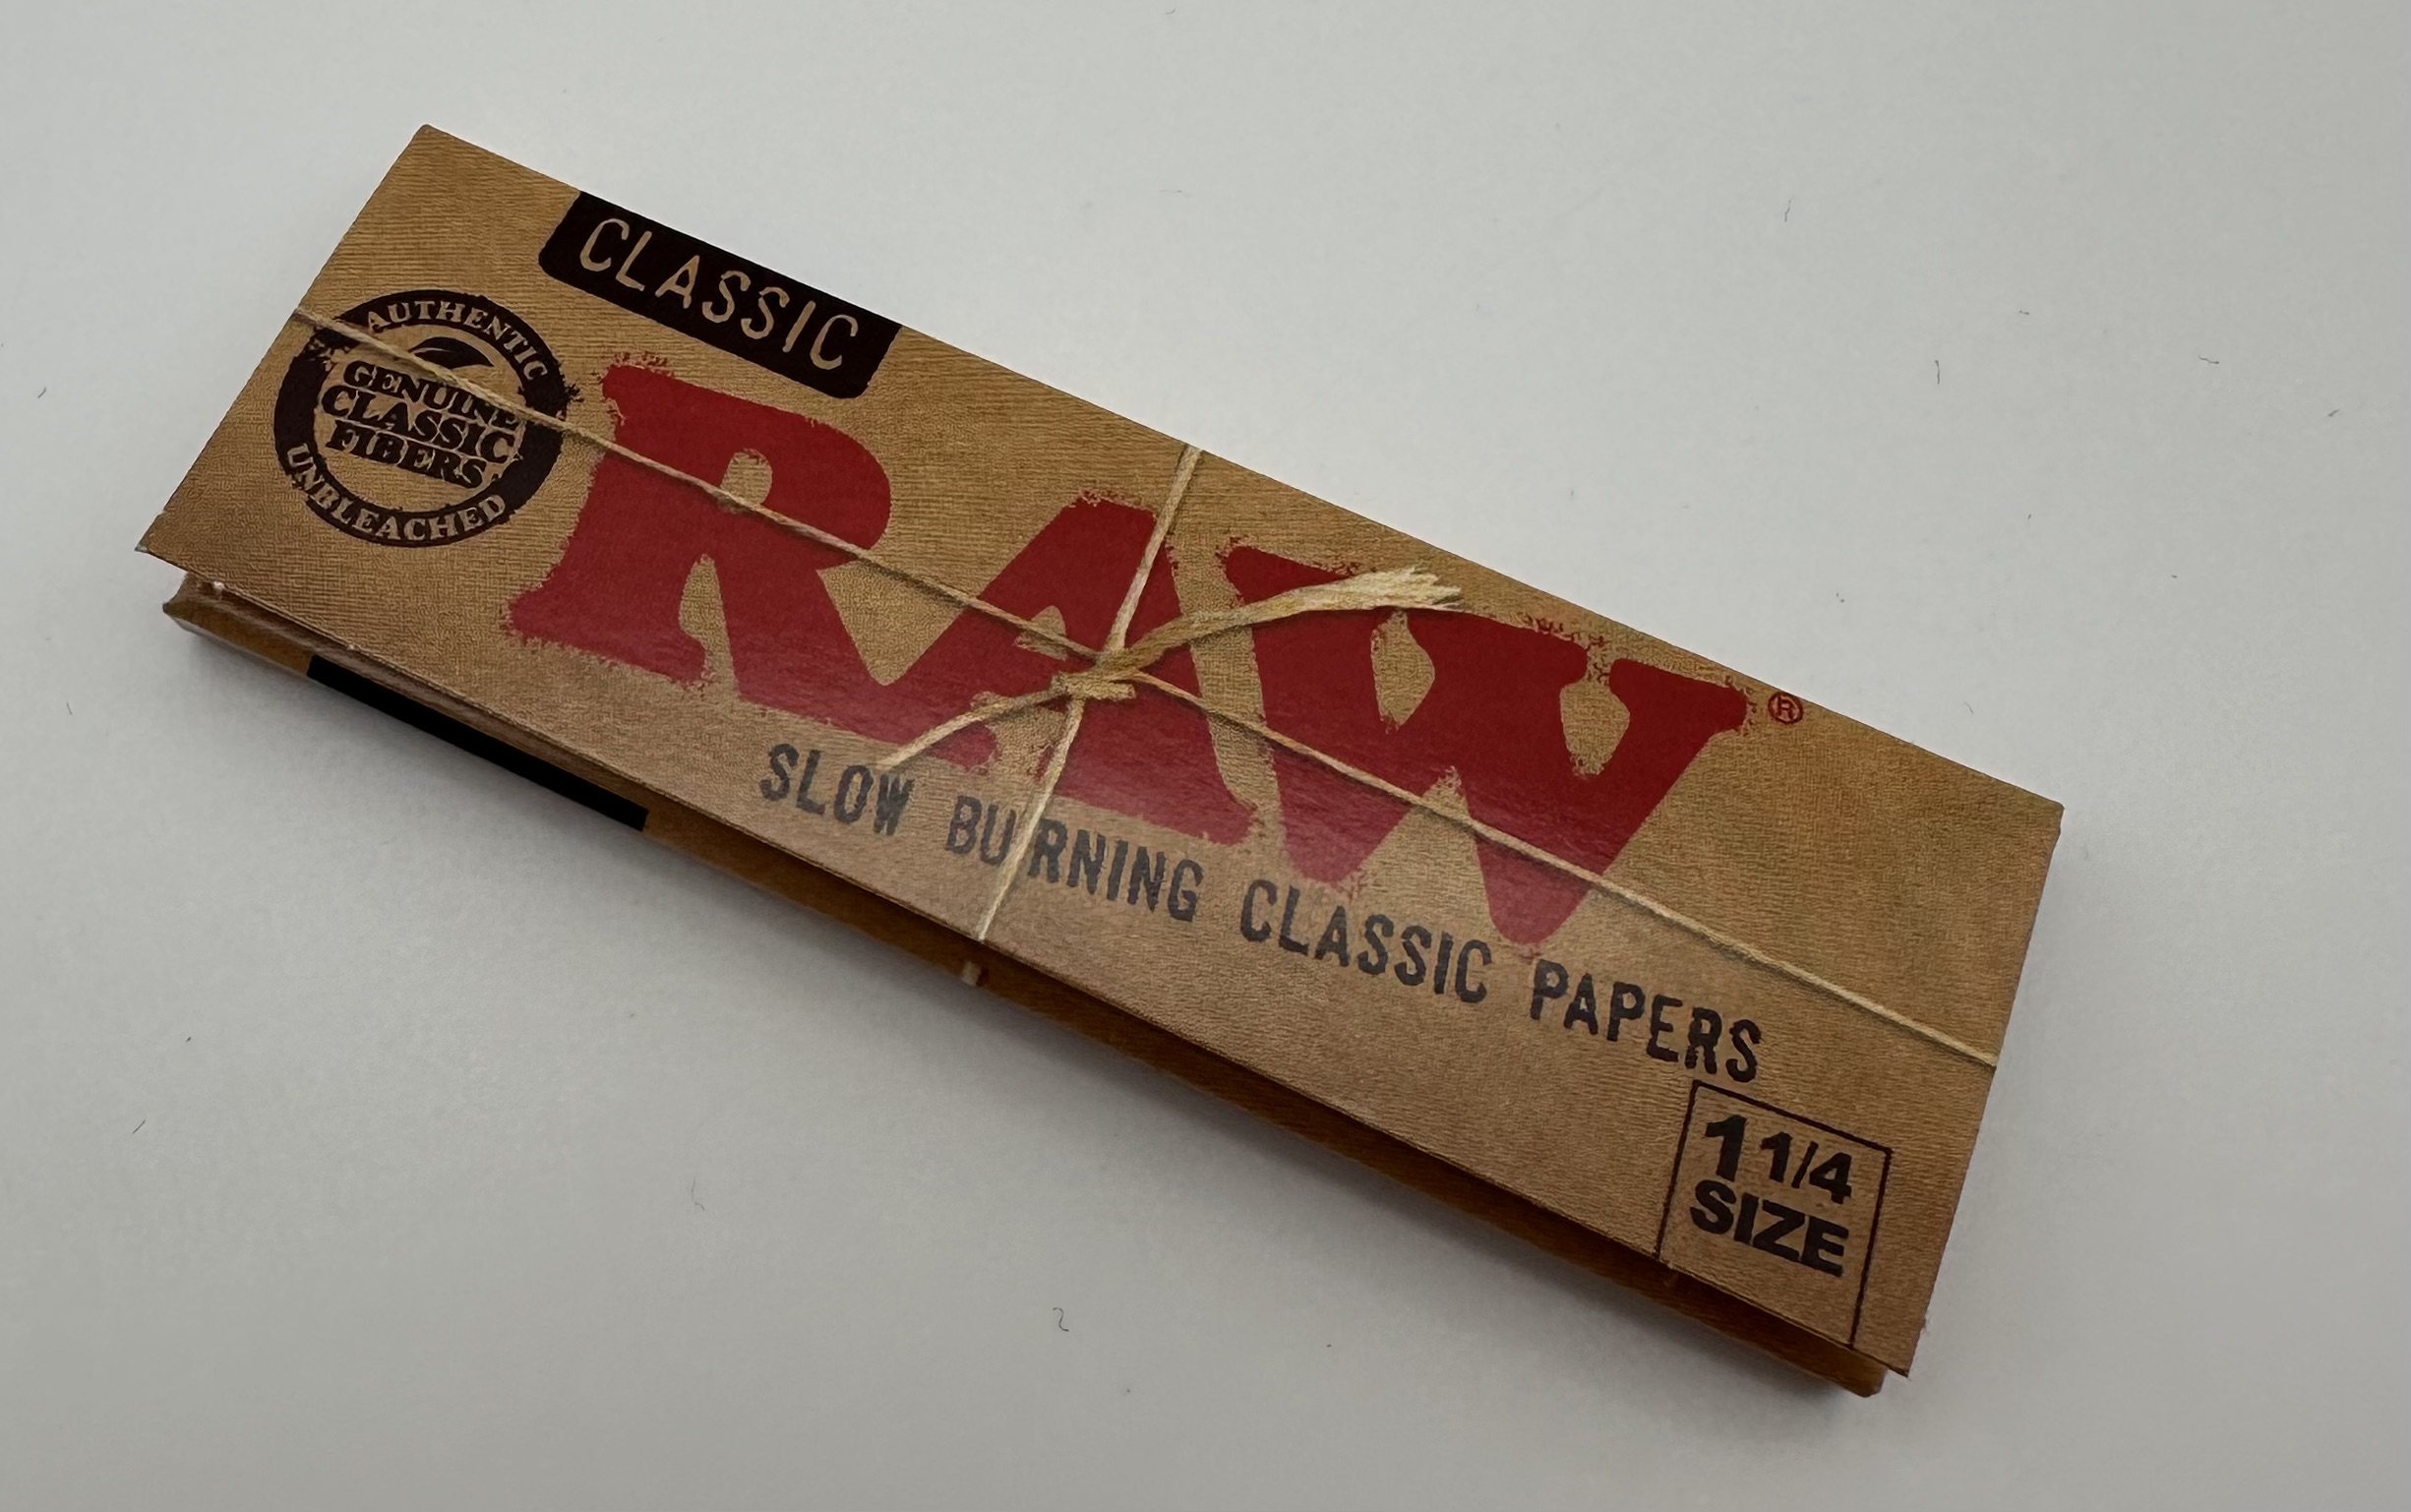 CLASSIC
AUTHENTIC
GENUINE
CLASSIC
FIBERS
UNBLEACHED
RAW®
SLOW BURNING CLASSIC PAPERS
1 1/4
SIZE